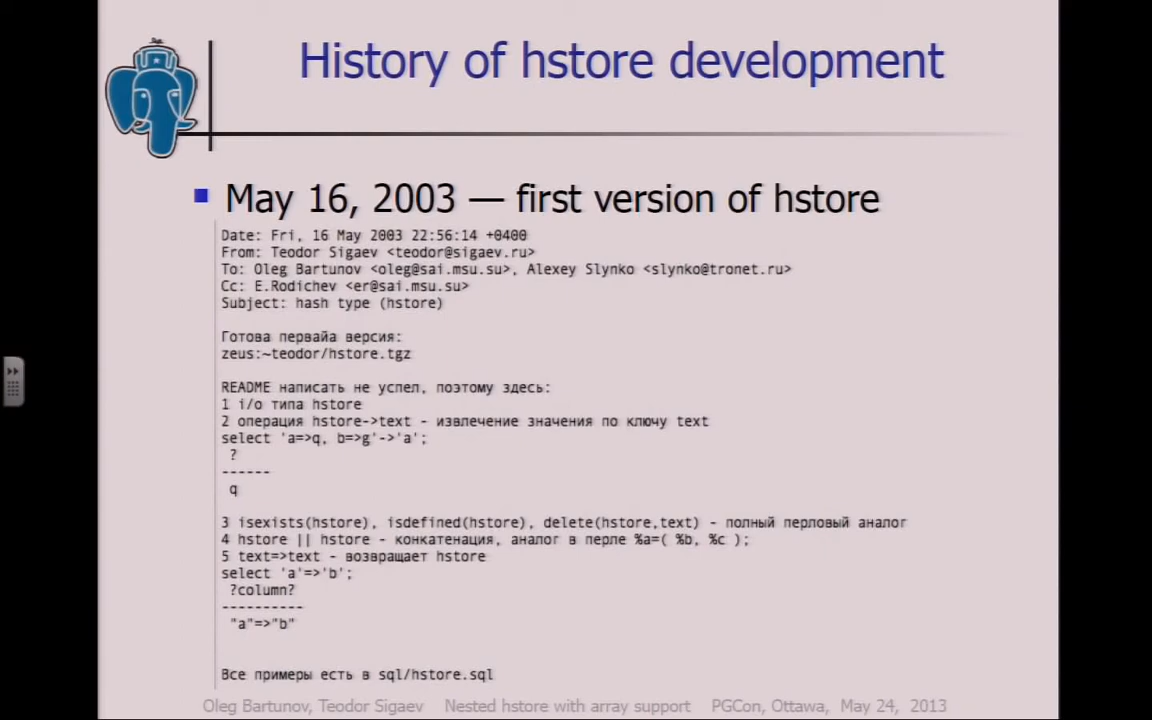 History of hstore development
May 16, 2003 — first version of hstore
Date: Fri, 16 May 2003 22:56:14 +0400
From: Teodor Sigaev <teodor@sigaev.ru>
To: Oleg Bartunov <oleg@sai.msu.su>, Alexey Slynko <slynko@tronet.ru>
Cc: E.Rodichev <er@sai.msu.su>
Subject: hash type (hstore)
Готова первайа версия:
zeus:~teodor/hstore.tgz
README написать не успел, поэтому здесь:
1 i/o типа hstore
2 операция hstore->text - извлечение значения по ключу text
select 'a=>q, b=>g'->'a';
?
------
q
3 isexists(hstore), isdefined(hstore), delete(hstore,text) - полный перловый аналог
4 hstore || hstore - конкатенация, аналог в перле %a=( %b, %c );
5 text=>text - возвращает hstore
select 'a'=>'b';
?column?
----------
"a"=>"b"
Все примеры есть в sql/hstore.sql
Oleg Bartunov, Teodor Sigaev Nested hstore with array support PGCon, Ottawa, May 24, 2013